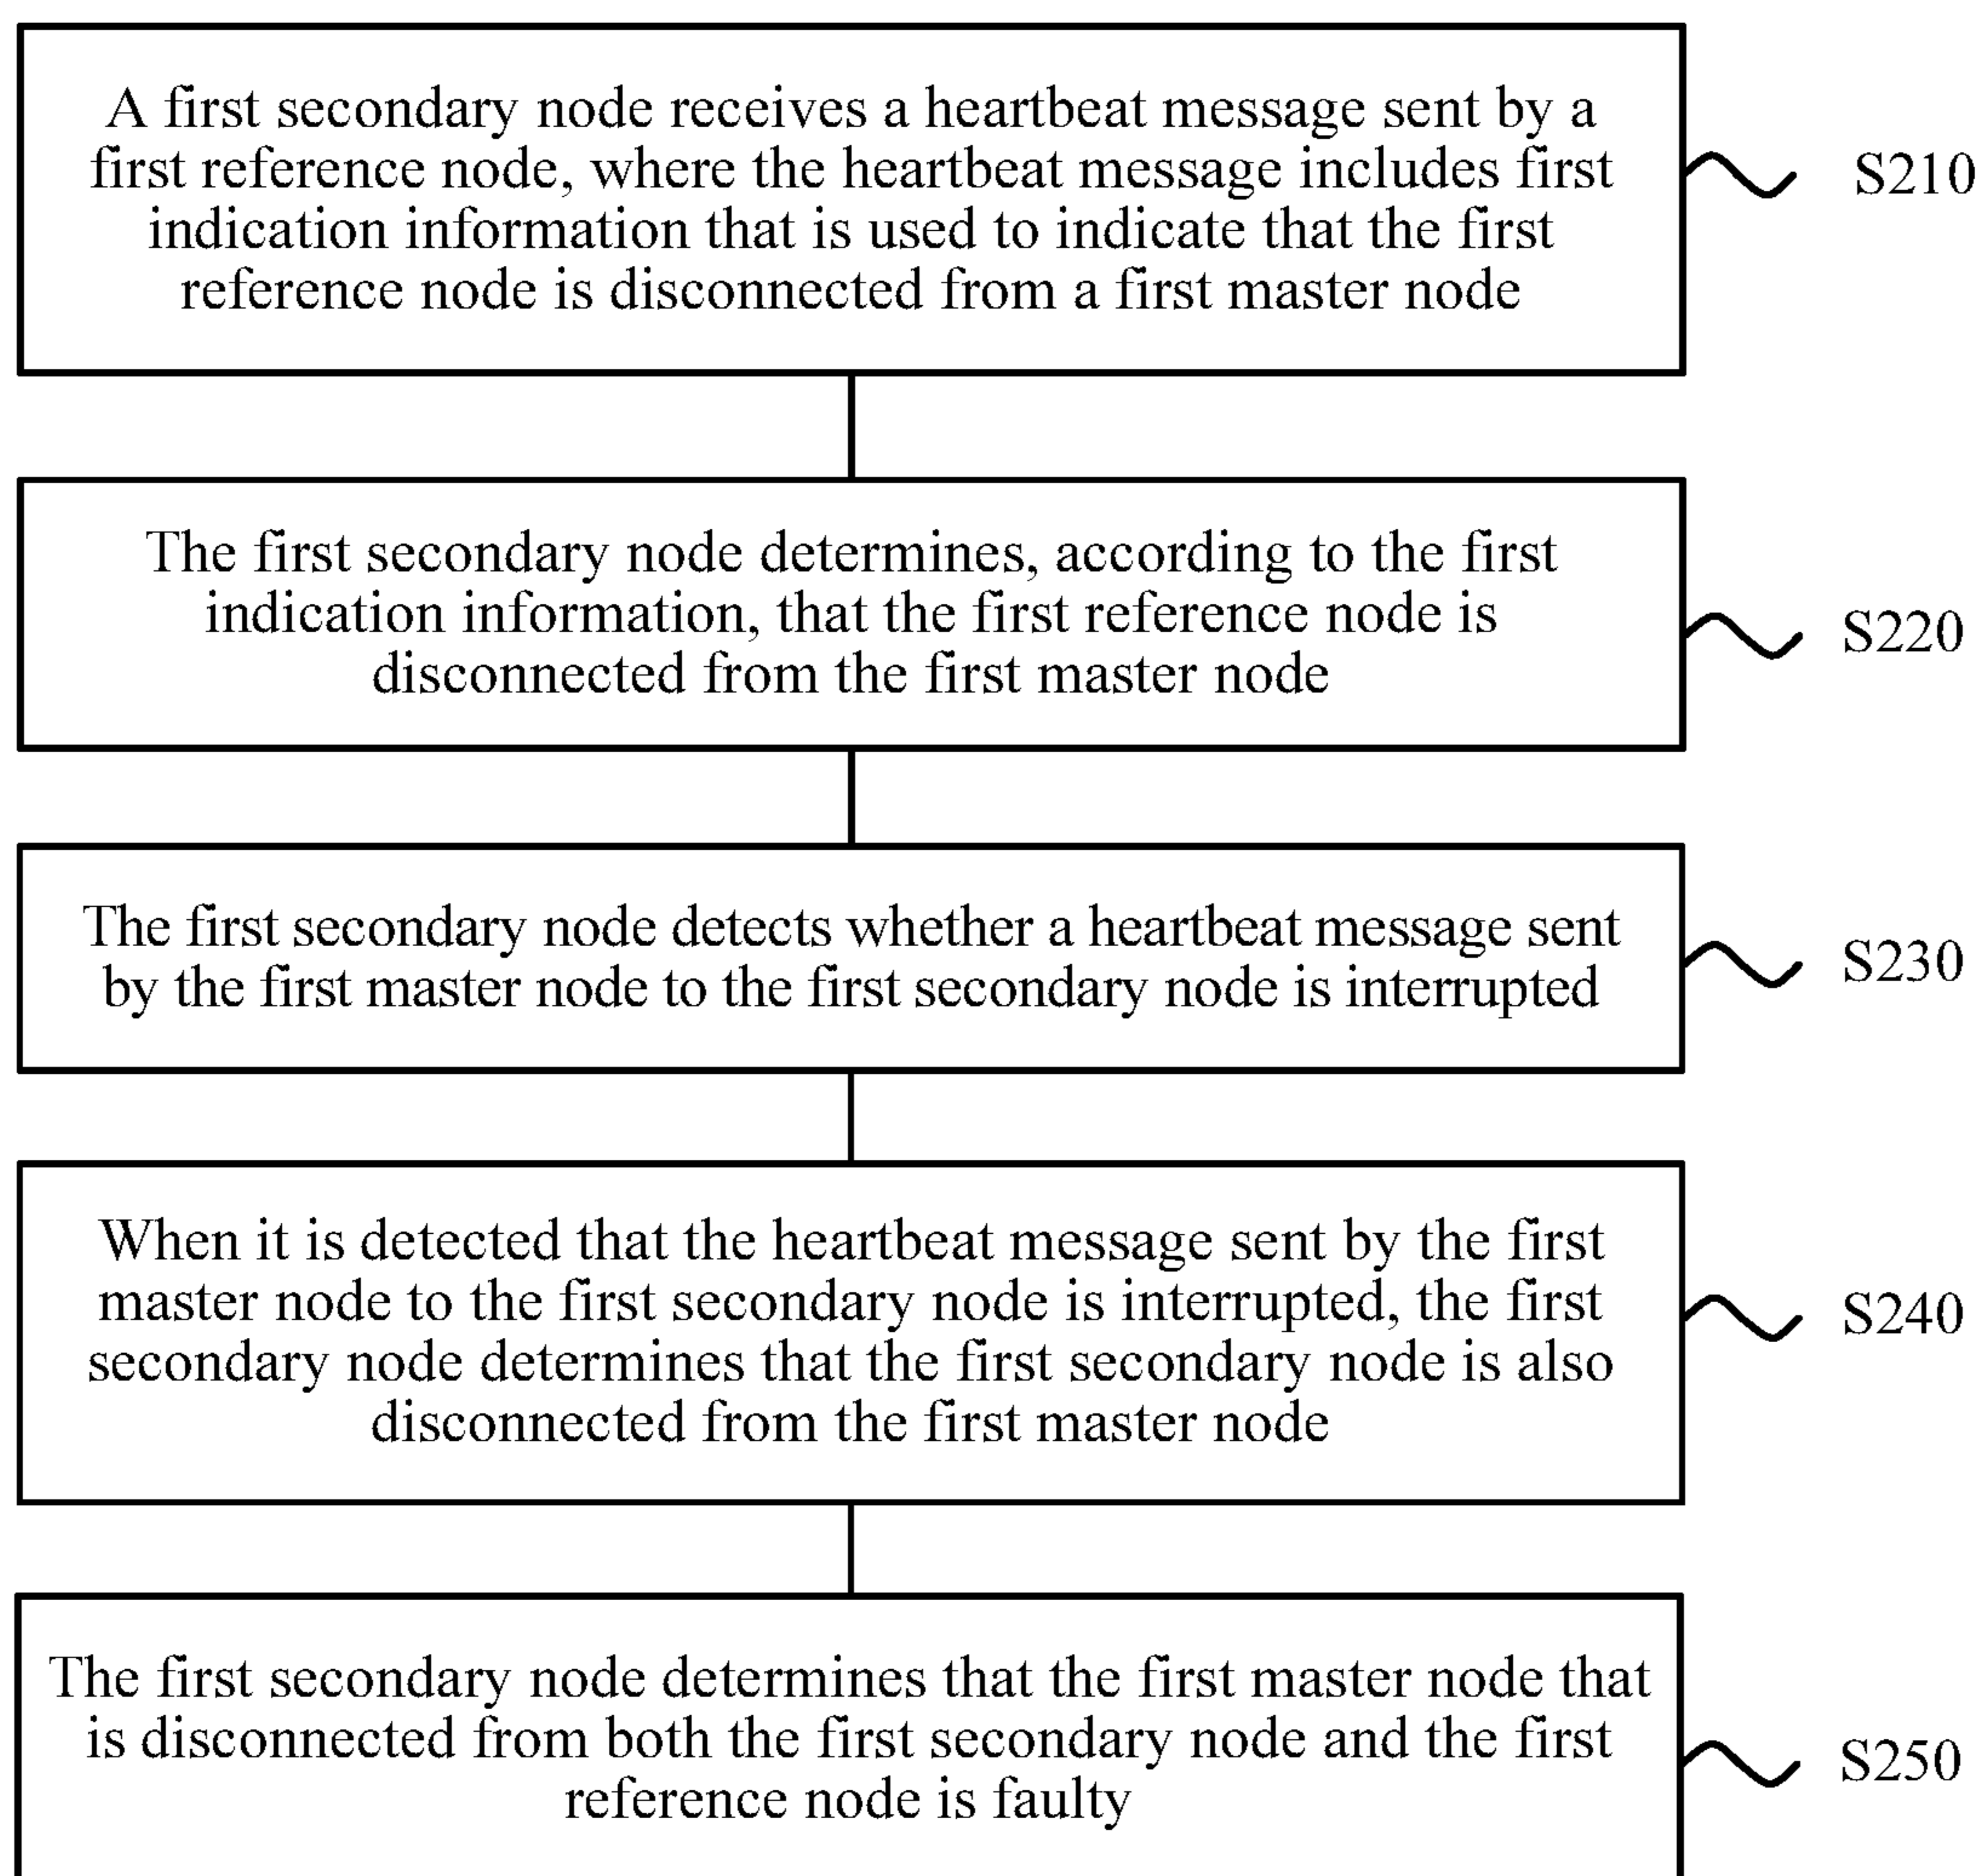 A first secondary node receives a heartbeat message sent by a
first reference node, where the heartbeat message includes first
indication information that is used to indicate that the first
reference node is disconnected from a first master node
S210
The first secondary node determines, according to the first
indication information, that the first reference node is
disconnected from the first master node
S220
The first secondary node detects whether a heartbeat message sent
by the first master node to the first secondary node is interrupted
S230
When it is detected that the heartbeat message sent by the first
master node to the first secondary node is interrupted, the first
secondary node determines that the first secondary node is also
disconnected from the first master node
S240
The first secondary node determines that the first master node that
is disconnected from both the first secondary node and the first
reference node is faulty
S250